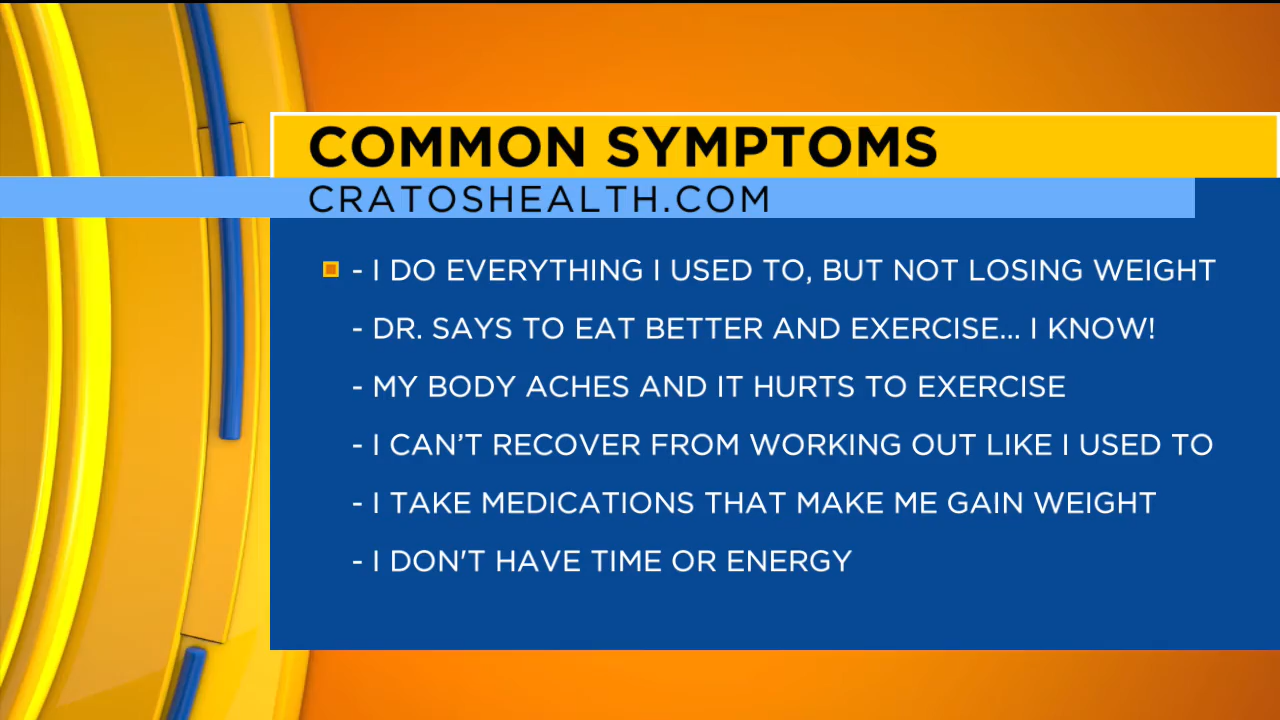 COMMON SYMPTOMS
CRATOSHEALTH.COM
- I DO EVERYTHING I USED TO, BUT NOT LOSING WEIGHT
- DR. SAYS TO EAT BETTER AND EXERCISE... I KNOW!
- MY BODY ACHES AND IT HURTS TO EXERCISE
- I CAN’T RECOVER FROM WORKING OUT LIKE I USED TO
- I TAKE MEDICATIONS THAT MAKE ME GAIN WEIGHT
- I DON'T HAVE TIME OR ENERGY